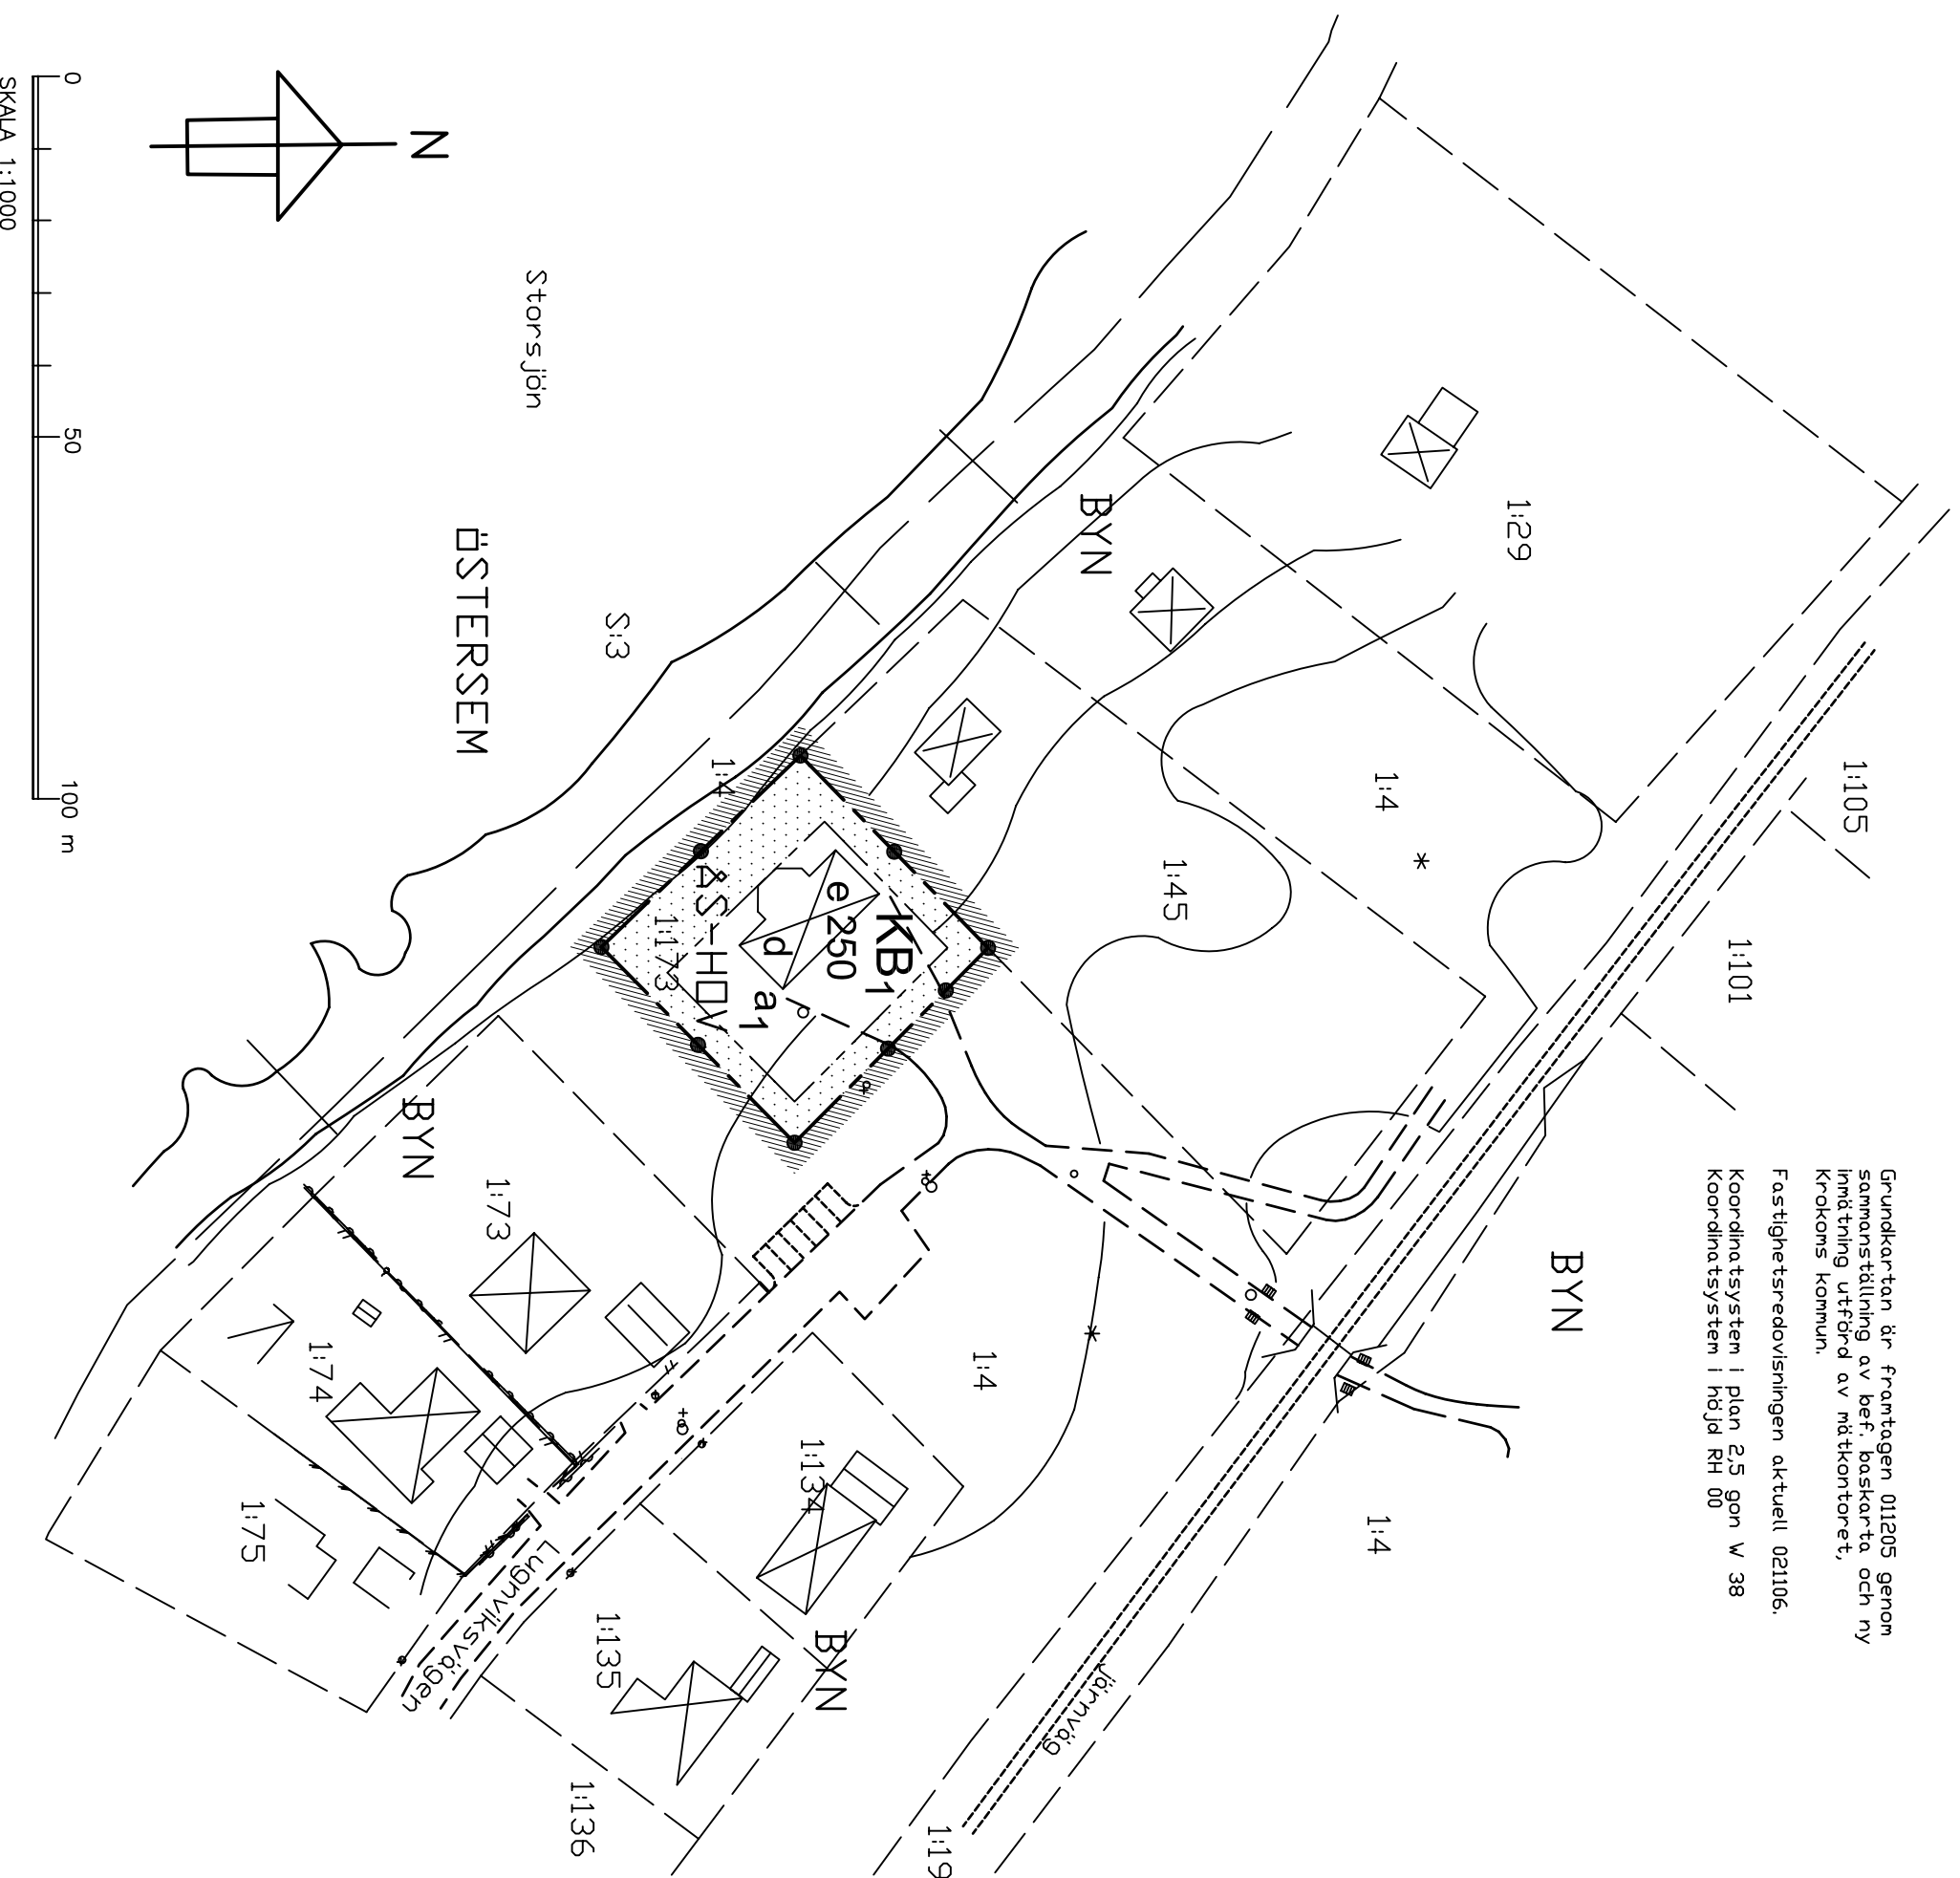 Grundkartan är framtagen 011205 genom
sammanställning av bef. baskarta och ny
inmätning utförd av mätkontoret,
Krokoms kommun.
Fastighetsredovisningen aktuell 021106.
Koordinatsystem i plan 2,5 gon W 38
Koordinatsystem i höjd RH 00
1:105
1:101
BYN
1:29
1:4
1:4
1:45
BYN
järnväg
1:4
1:19
KB1
e250
BYN
1:134
d
a1
1:4
ÅS-HOV
1:173
S:3
1:135
1:136
Storsjön
1:73
ÖSTERSEM
Lugnviksvägen
BYN
N
1:74
1:75
0
50
100 m
SKALA 1:1000